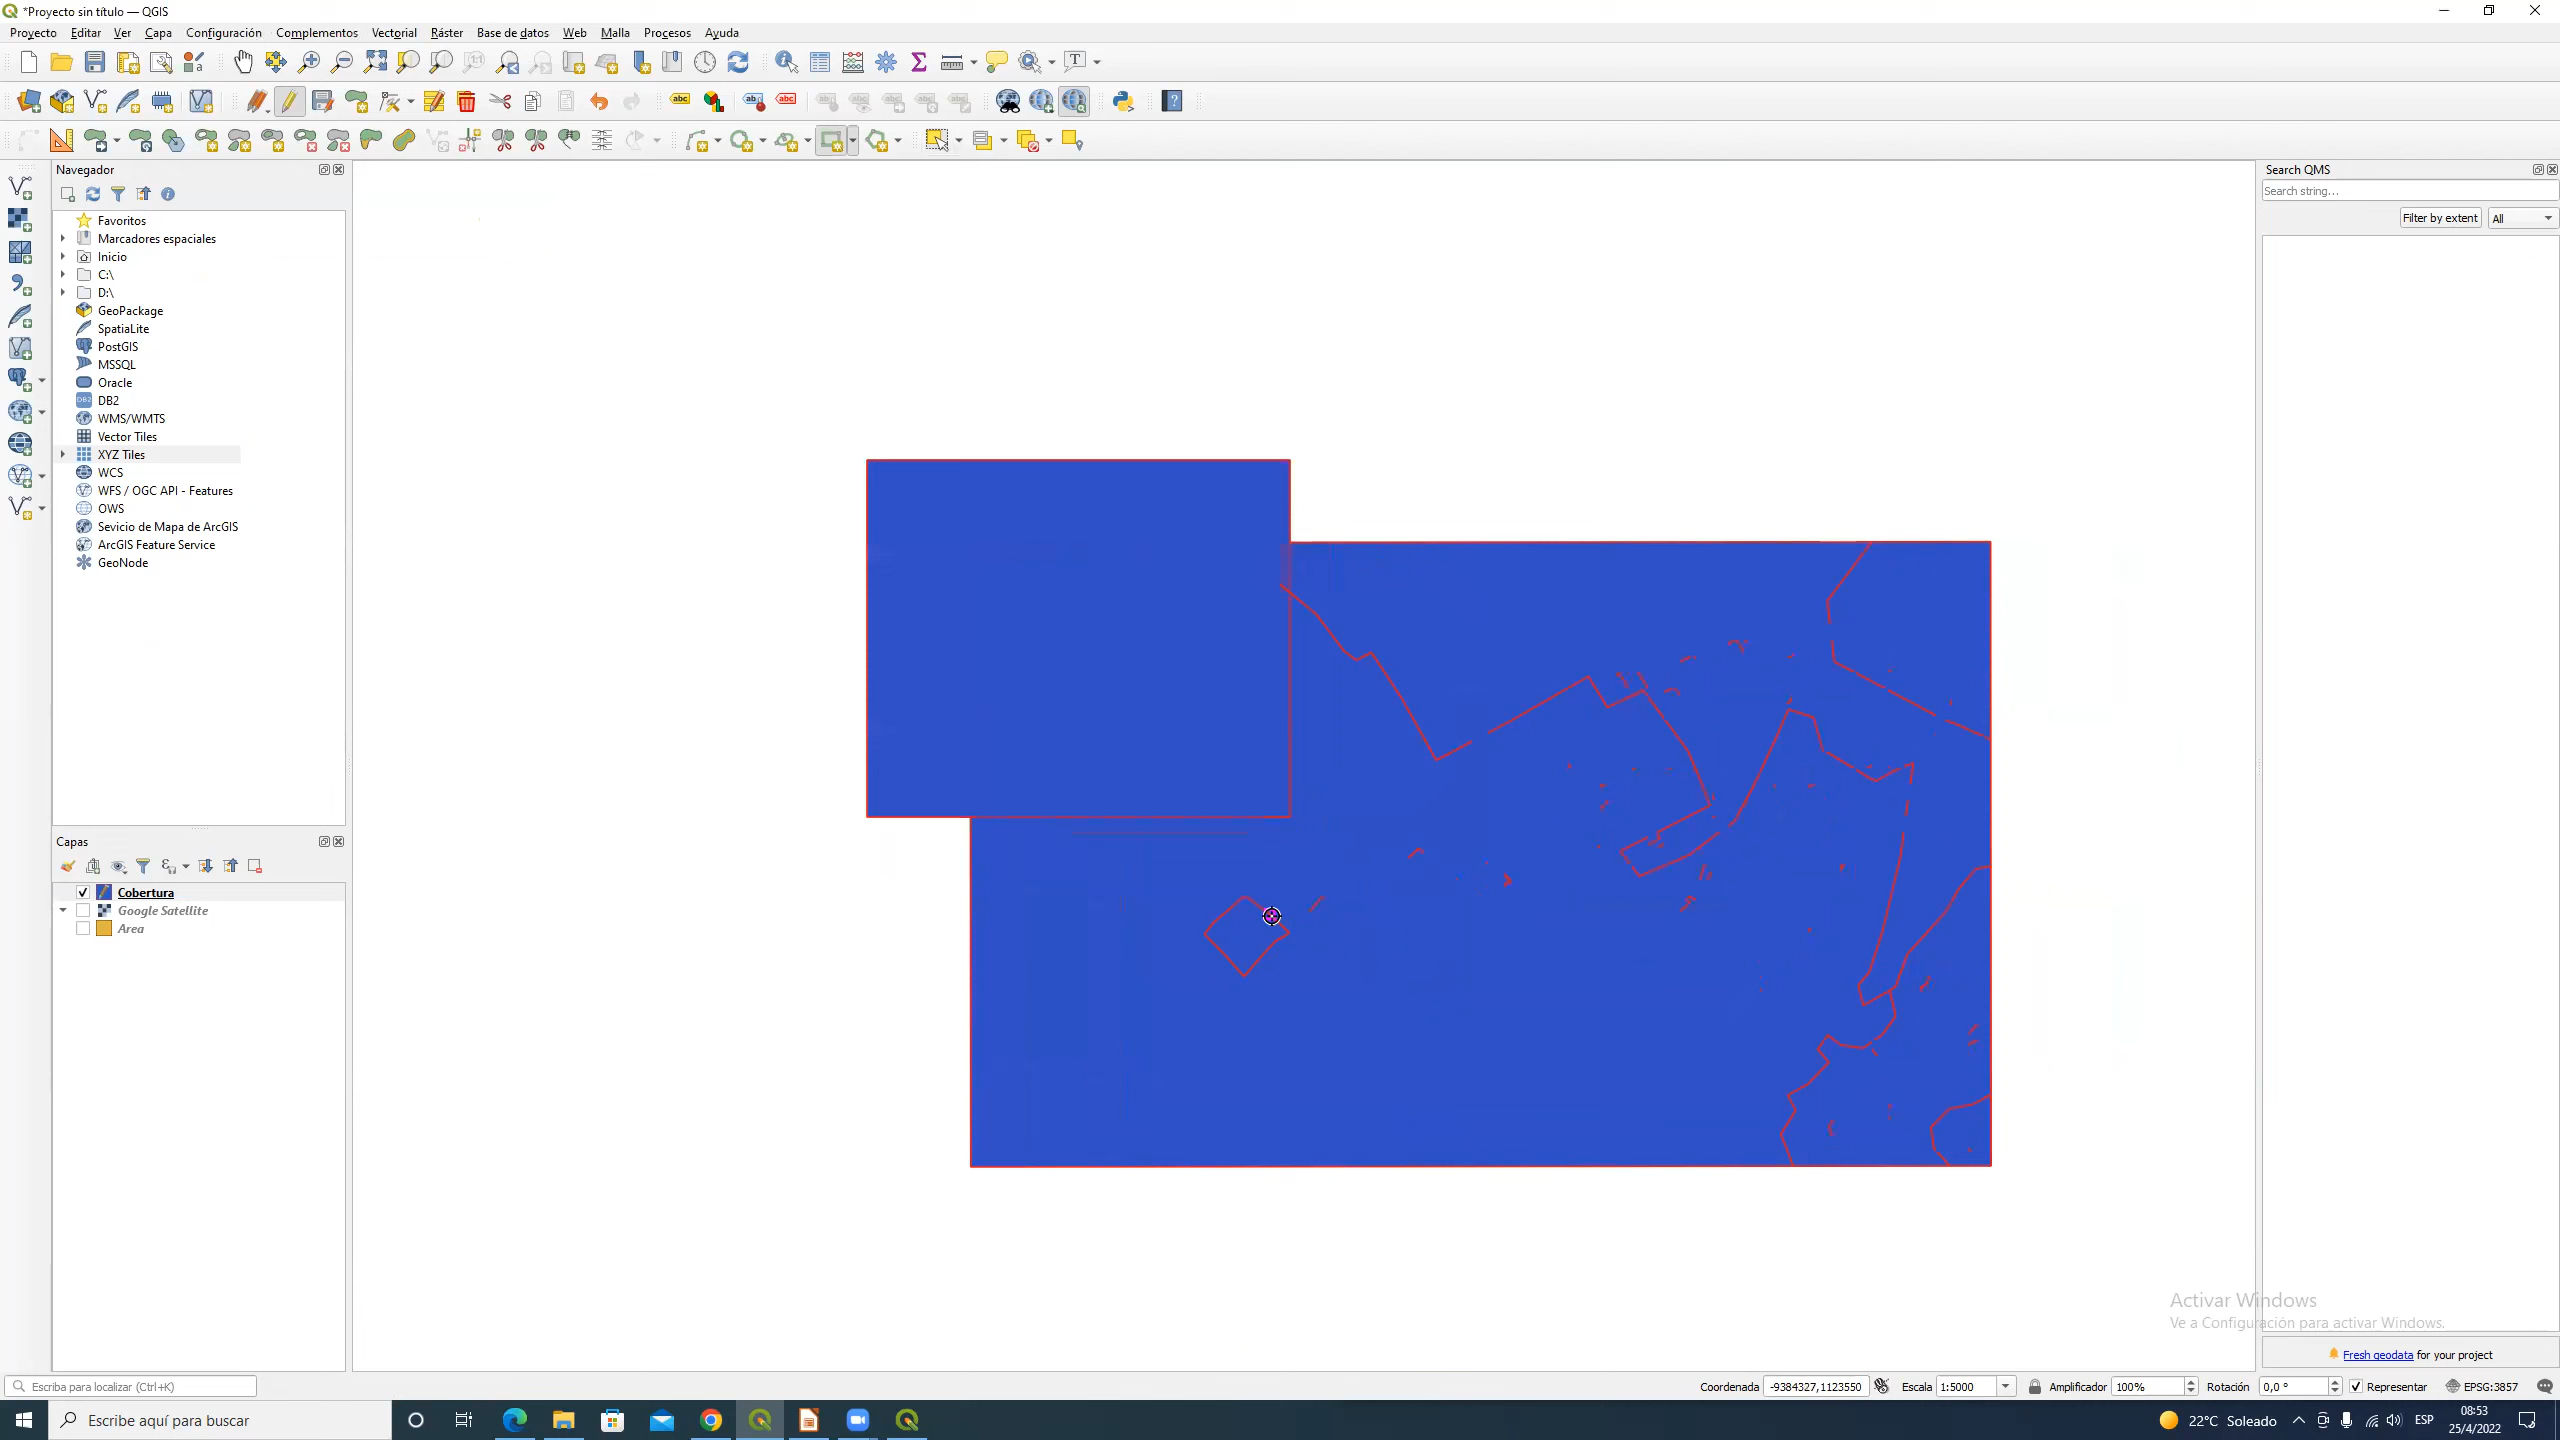 *Proyecto sin título — QGIS
Proyecto Editar Ver Capa Configuración Complementos Vectorial Ráster Base de datos Web Malla Procesos Ayuda
Navegador
Favoritos
Marcadores espaciales
Inicio
C:\
D:\
GeoPackage
SpatiaLite
PostGIS
MSSQL
Oracle
DB2
WMS/WMTS
Vector Tiles
XYZ Tiles
WCS
WFS / OGC API - Features
OWS
Sevicio de Mapa de ArcGIS
ArcGIS Feature Service
GeoNode
Capas
Cobertura
Google Satellite
Area
Search QMS
Search string...
Filter by extent All
Activar Windows
Ve a Configuración para activar Windows.
Fresh geodata for your project
Escriba para localizar (Ctrl+K)
Coordenada -9384327,1123550 Escala 1:5000 Amplificador 100% Rotación 0,0 ° Representar EPSG:3857
Escribe aquí para buscar
22°C Soleado
ESP
08:53
25/4/2022